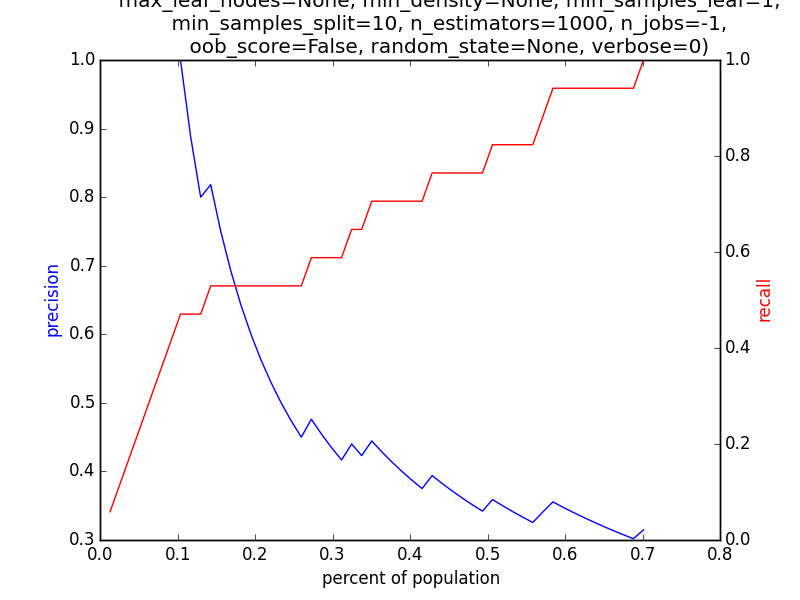 max_leaf_nodes=None, min_density=None, min_samples_leaf=1,
min_samples_split=10, n_estimators=1000, n_jobs=-1,
oob_score=False, random_state=None, verbose=0)
1.0
0.9
0.8
0.7
0.6
0.5
0.4
0.3
precision
1.0
0.8
0.6
0.4
0.2
0.0
recall
0.0 0.1 0.2 0.3 0.4 0.5 0.6 0.7 0.8
percent of population